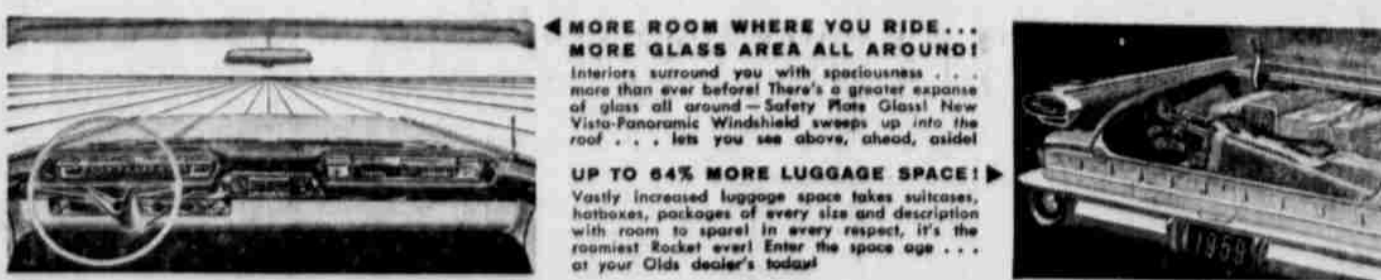 MORE ROOM WHERE YOU RIDE...
MORE GLASS AREA ALL AROUND!
Interiors surround you with spaciousness . . .
more than ever before! There's a greater expanse
of glass all around — Safety Plate Glass! New
Vista-Panoramic Windshield sweeps up into the
roof . . . lets you see above, ahead, aside!
UP TO 64% MORE LUGGAGE SPACE!
Vastly increased luggage space takes suitcases,
hatboxes, packages of every size and description
with room to spare! In every respect, it's the
roomiest Rocket ever! Enter the space age . . .
at your Olds dealer's today!
1959